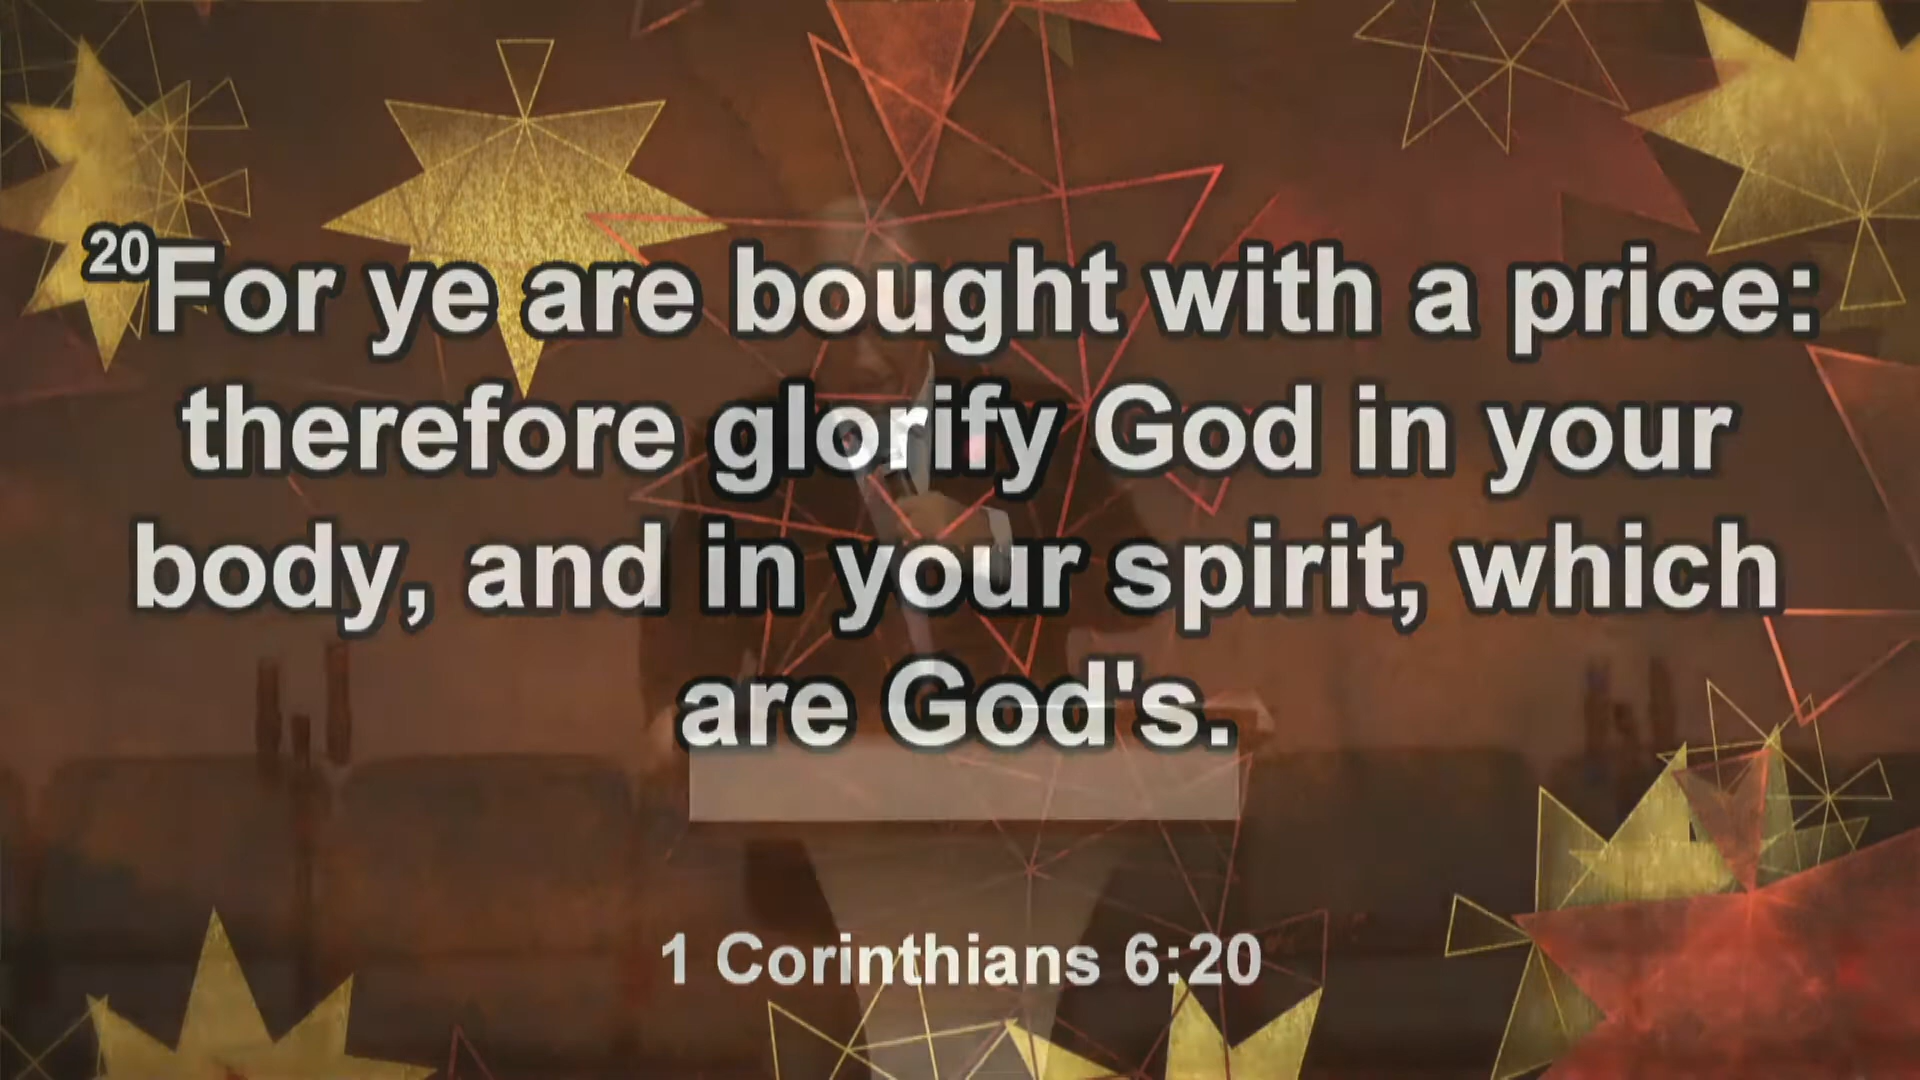 20For ye are bought with a price:
therefore glorify God in your
body, and in your spirit, which
are God's.
1 Corinthians 6:20